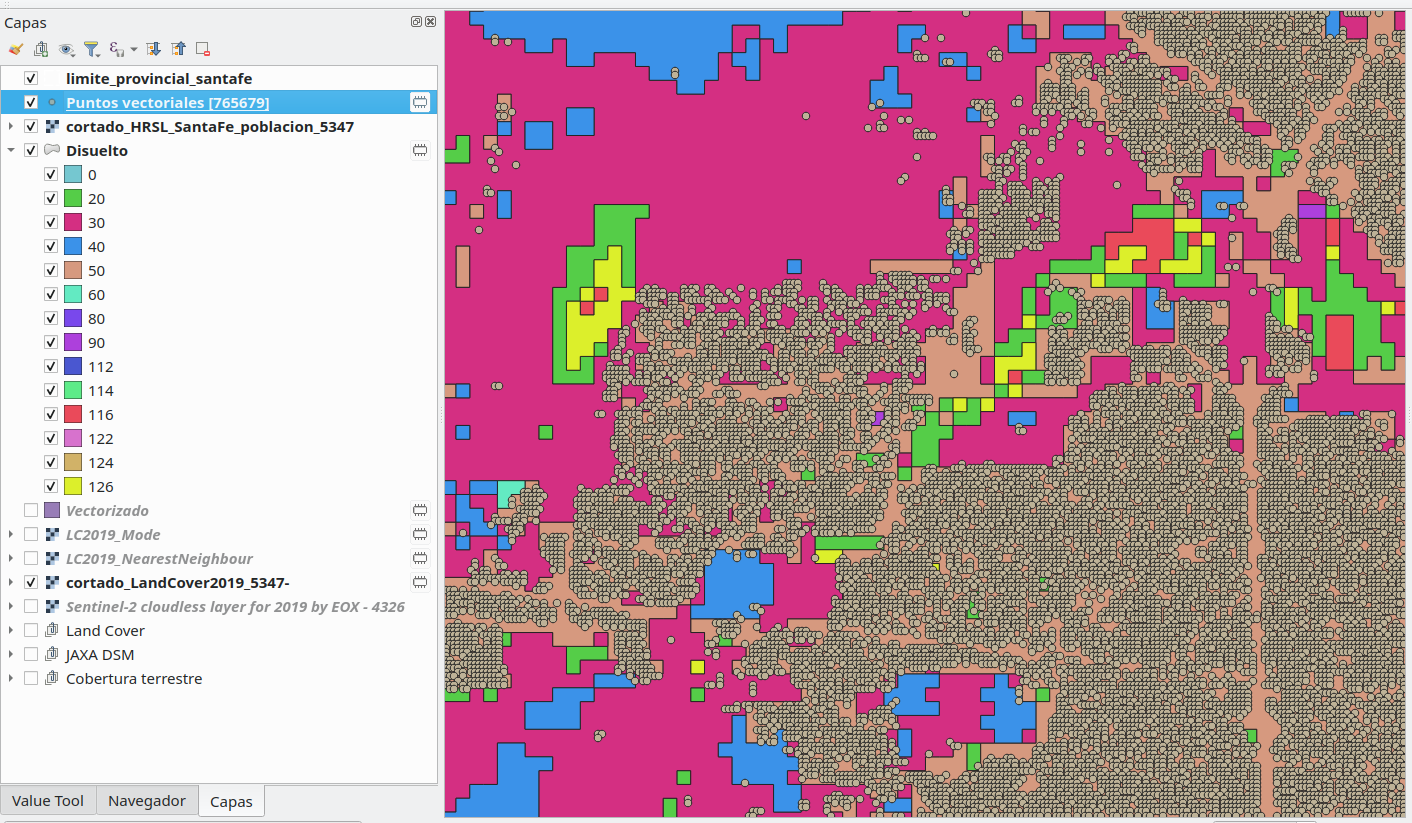 Capas
limite_provincial_santafe
Puntos vectoriales [765679]
cortado_HRSL_SantaFe_poblacion_5347
Disuelto
0
20
30
40
50
60
80
90
112
114
116
122
124
126
Vectorizado
LC2019_Mode
LC2019_NearestNeighbour
cortado_LandCover2019_5347-
Sentinel-2 cloudless layer for 2019 by EOX - 4326
Land Cover
JAXA DSM
Cobertura terrestre
Value Tool Navegador Capas